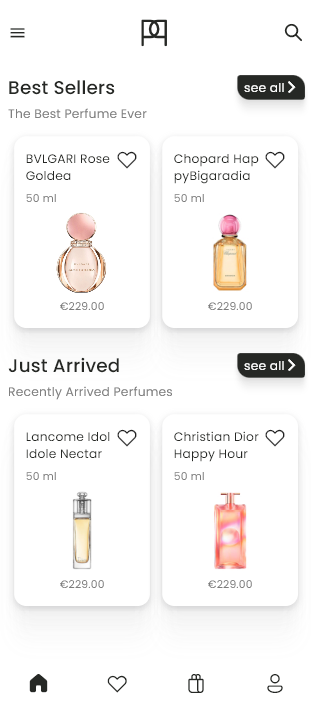 Best Sellers
see all
The Best Perfume Ever
BVLGARI Rose
Goldea
50 ml
€229.00
Chopard Hap
pyBigaradia
50 ml
€229.00
Just Arrived
see all
Recently Arrived Perfumes
Lancome Idol
Idole Nectar
50 ml
€229.00
Christian Dior
Happy Hour
50 ml
€229.00